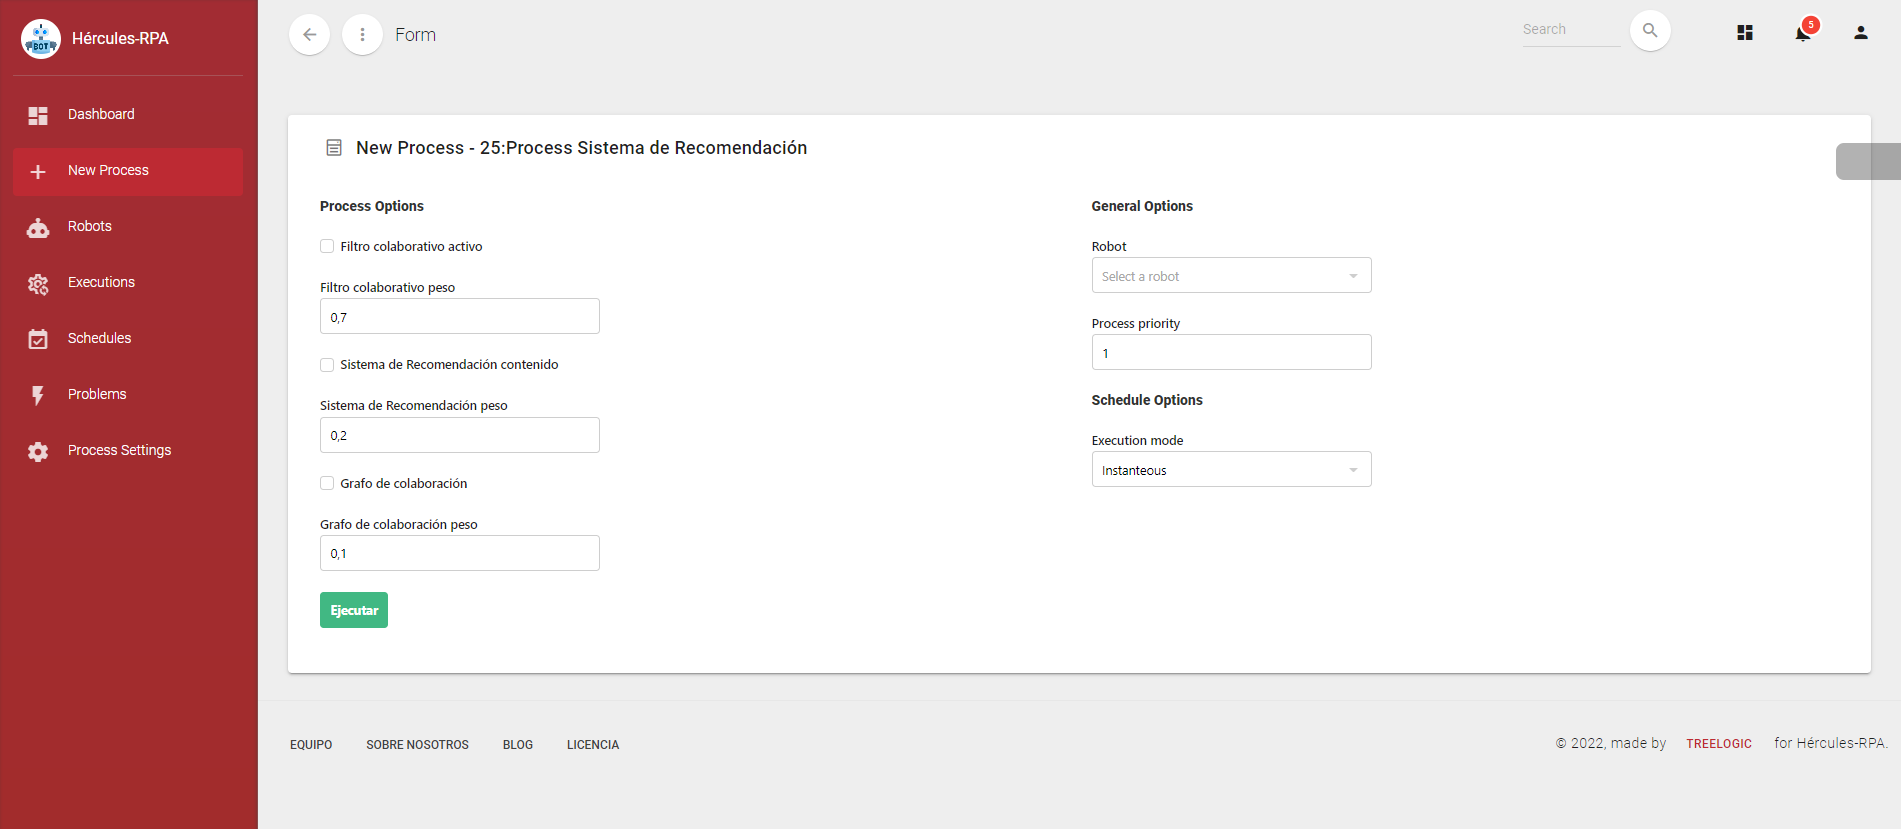 BOT
Hércules-RPA
Dashboard
New Process
Robots
Executions
Schedules
Problems
Process Settings
Form
Search
5
New Process - 25:Process Sistema de Recomendación
Process Options
Filtro colaborativo activo
Filtro colaborativo peso
0,7
Sistema de Recomendación contenido
Sistema de Recomendación peso
0,2
Grafo de colaboración
Grafo de colaboración peso
0,1
Ejecutar
General Options
Robot
Select a robot
Process priority
1
Schedule Options
Execution mode
Instanteous
EQUIPO SOBRE NOSOTROS BLOG LICENCIA
© 2022, made by TREELOGIC for Hércules-RPA.